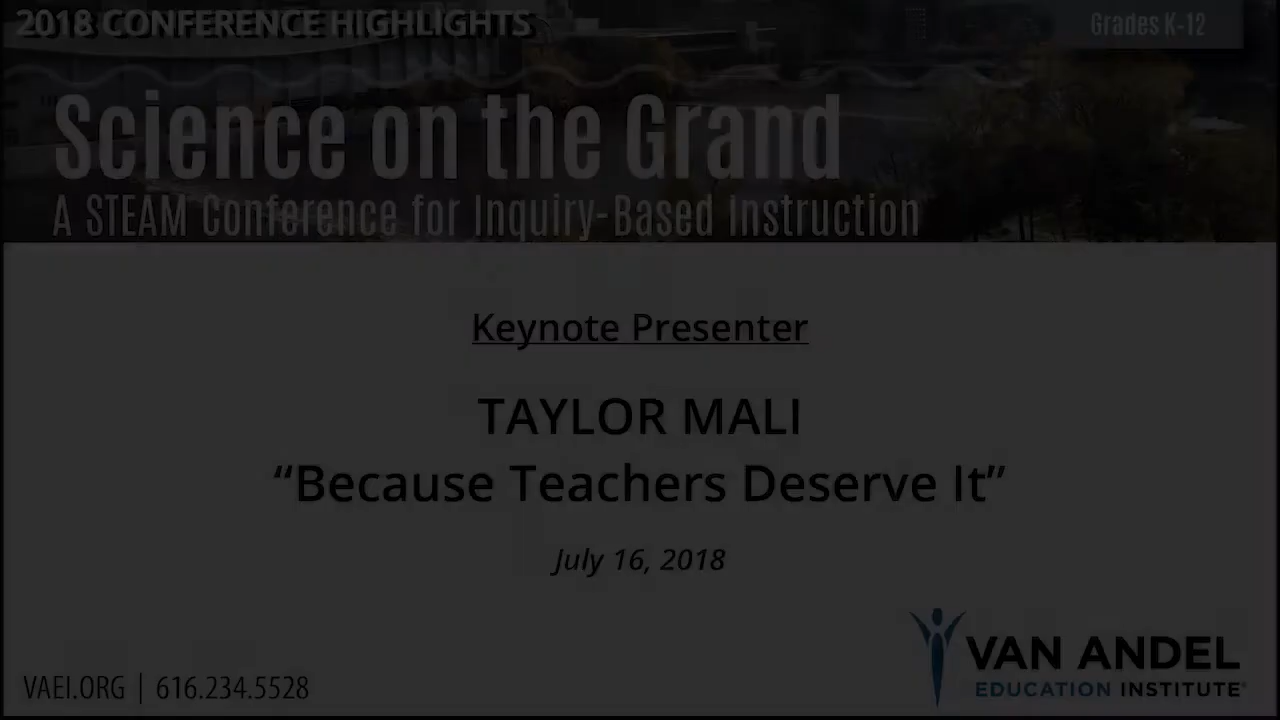 2018 CONFERENCE HIGHLIGHTS
Grades K-12
Science on the Grand
A STEAM Conference for Inquiry-Based Instruction
Keynote Presenter
TAYLOR MALI
“Because Teachers Deserve It”
July 16, 2018
VAN ANDEL
EDUCATION INSTITUTE®
VAEI.ORG | 616.234.5528